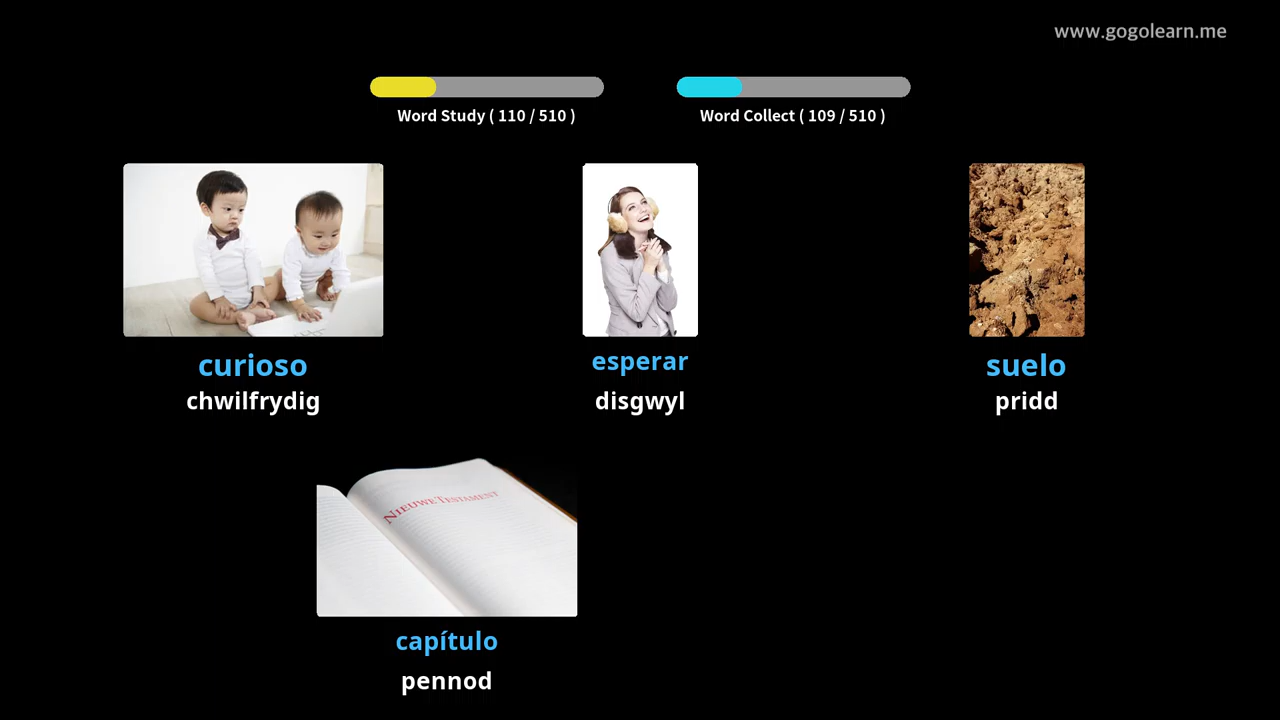 www.gogolearn.me
Word Study ( 110 / 510 )
Word Collect ( 109 / 510 )
curioso
chwilfrydig
esperar
disgwyl
suelo
pridd
NIEUWE TESTAMENT
capítulo
pennod